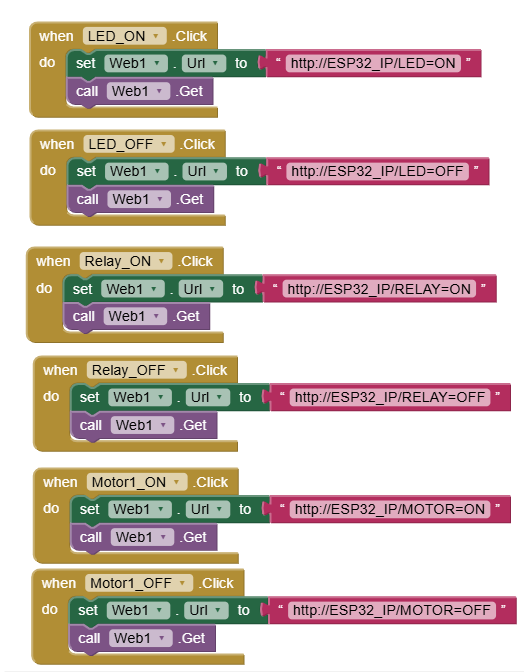 when LED_ON .Click
do set Web1 . Url to “ http://ESP32_IP/LED=ON ”
call Web1 .Get
when LED_OFF .Click
do set Web1 . Url to “ http://ESP32_IP/LED=OFF ”
call Web1 .Get
when Relay_ON .Click
do set Web1 . Url to “ http://ESP32_IP/RELAY=ON ”
call Web1 .Get
when Relay_OFF .Click
do set Web1 . Url to “ http://ESP32_IP/RELAY=OFF ”
call Web1 .Get
when Motor1_ON .Click
do set Web1 . Url to “ http://ESP32_IP/MOTOR=ON ”
call Web1 .Get
when Motor1_OFF .Click
do set Web1 . Url to “ http://ESP32_IP/MOTOR=OFF ”
call Web1 .Get